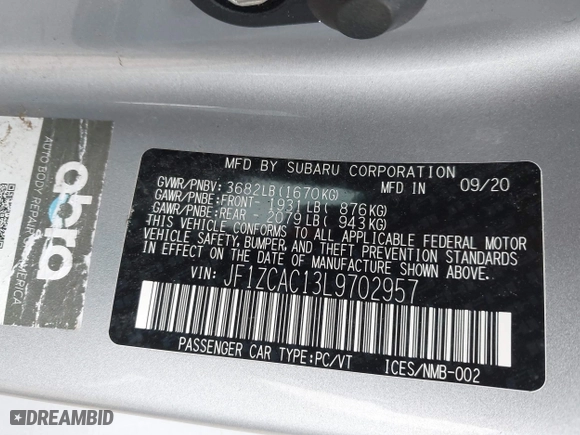 abra
AUTO BODY REPAIR OF AMERICA
MFD BY SUBARU CORPORATION 09/20
GVWR/PNBV: 3682LB(1670KG)
GAWR/PNBE:FRONT- 1931LB( 876KG)
GAWR/PNBE:REAR - 2079LB( 943KG)
THIS VEHICLE CONFORMS TO ALL APPLICABLE FEDERAL MOTOR
VEHICLE SAFETY, BUMPER, AND THEFT PREVENTION STANDARDS
IN EFFECT ON THE DATE OF MANUFACTURE SHOWN ABOVE.
VIN: JF1ZCAC13L9702957
PASSENGER CAR TYPE:PC/VT ICES/NMB-002
DREAMBID